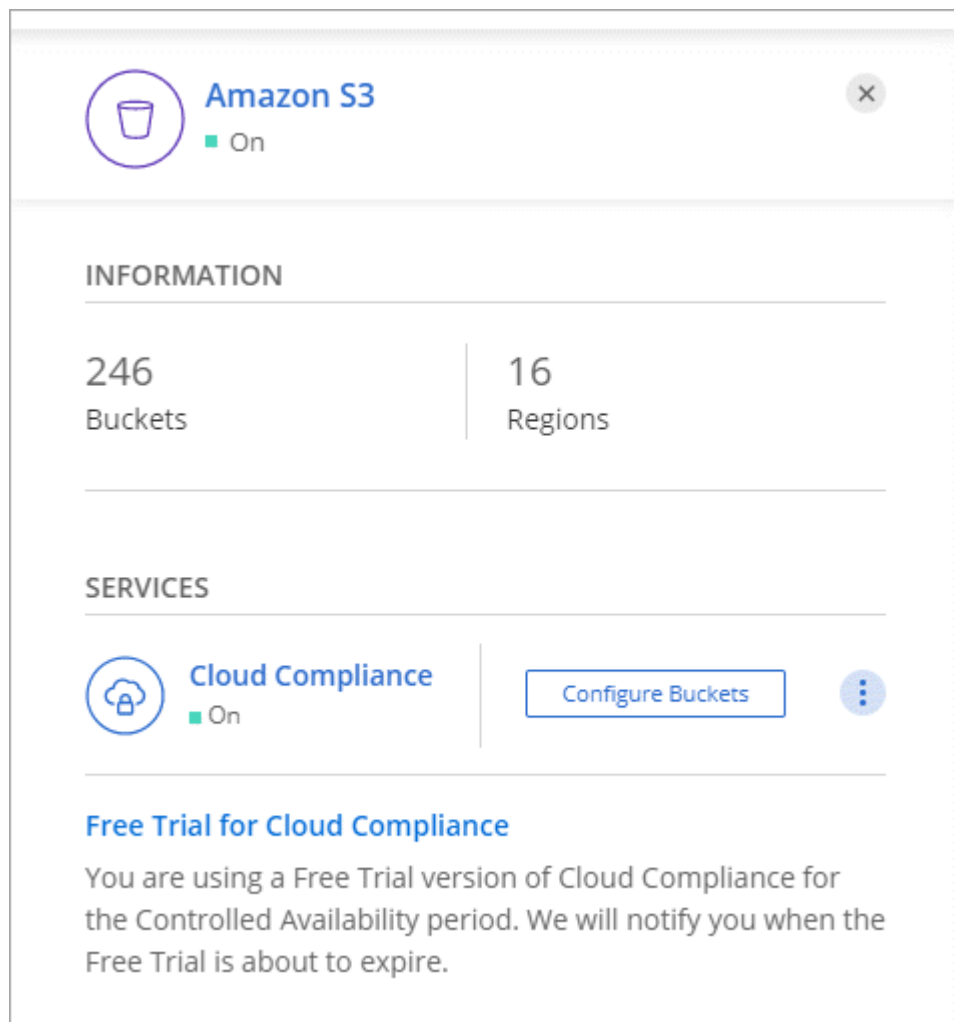 Amazon S3
On
INFORMATION
246
Buckets
16
Regions
SERVICES
Cloud Compliance
On
Configure Buckets
Free Trial for Cloud Compliance
You are using a Free Trial version of Cloud Compliance for
the Controlled Availability period. We will notify you when the
Free Trial is about to expire.